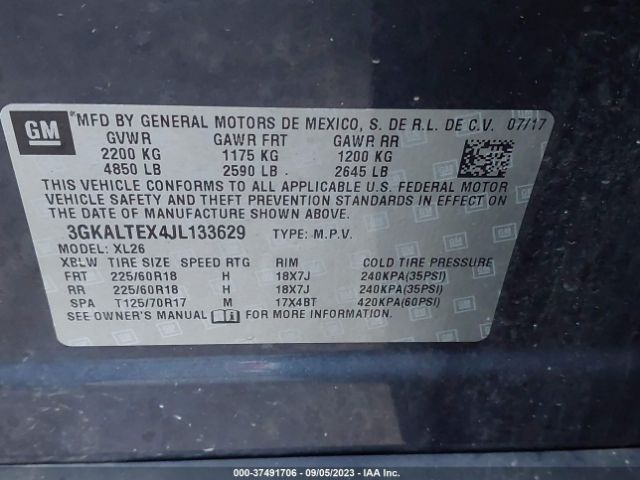 GM *MFD BY GENERAL MOTORS DE MEXICO, S. DE R.L. DE C.V. 07/17
GVWR GAWR FRT GAWR RR
2200 KG 1175 KG 1200 KG
4850 LB 2590 LB 2645 LB
THIS VEHICLE CONFORMS TO ALL APPLICABLE U.S. FEDERAL MOTOR
VEHICLE SAFETY AND THEFT PREVENTION STANDARDS IN EFFECT ON
THE DATE OF MANUFACTURE SHOWN ABOVE.
3GKALTEX4JL133629 TYPE: M.P.V.
MODEL: XL26
XBLW TIRE SIZE SPEED RTG RIM COLD TIRE PRESSURE
FRT 225/60R18 H 18X7J 240KPA(35PSI)
RR 225/60R18 H 18X7J 240KPA(35PSI)
SPA T125/70R17 M 17X4BT 420KPA(60PSI)
SEE OWNER'S MANUAL FOR MORE INFORMATION.
000-37491706 - 09/05/2023 - IAA Inc.